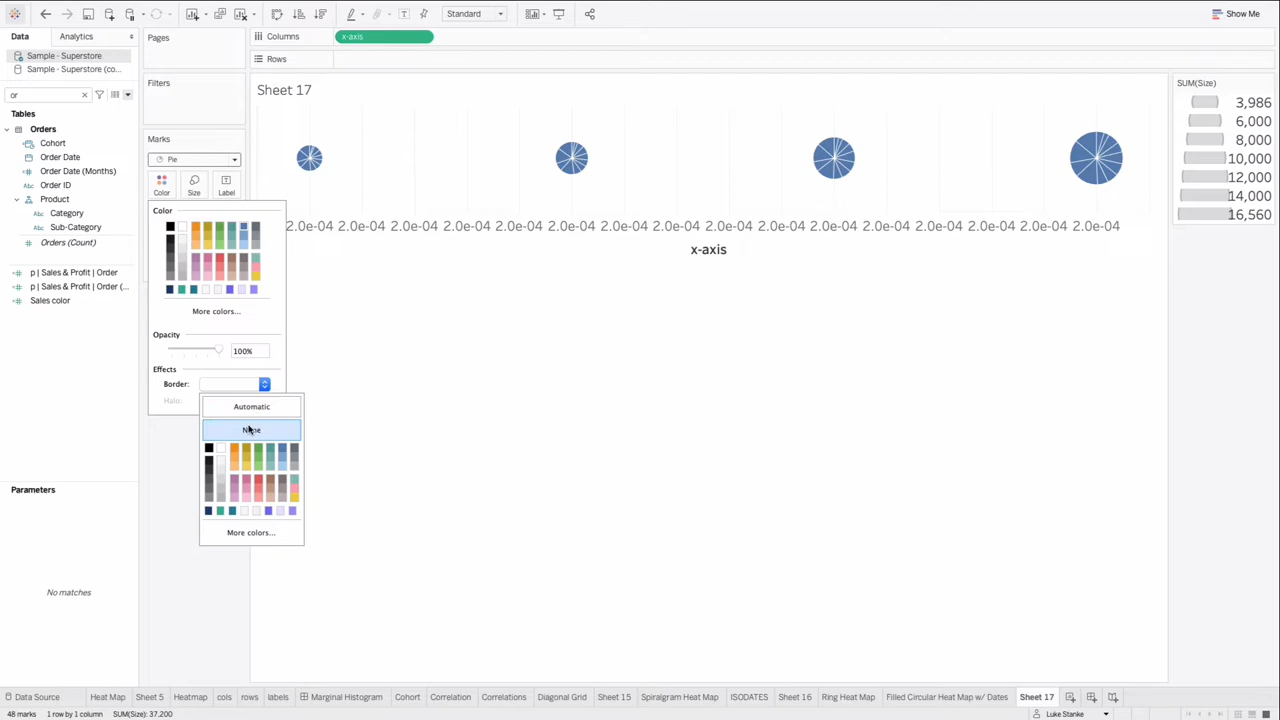 Standard
Show Me
Data
Analytics
Pages
Columns
x-axis
Rows
Sample - Superstore
Sample - Superstore (co...
or
Tables
Orders
Cohort
Order Date
Order Date (Months)
Order ID
Product
Category
Sub-Category
Orders (Count)
p | Sales & Profit | Order
p | Sales & Profit | Order (...
Sales color
Parameters
No matches
Filters
Marks
Pie
Color
Size
Label
Color
More colors...
Opacity
100%
Effects
Border:
Halo:
Automatic
None
More colors...
Sheet 17
2.0e-04 2.0e-04 2.0e-04 2.0e-04 2.0e-04 2.0e-04 2.0e-04 2.0e-04 2.0e-04 2.0e-04 2.0e-04 2.0e-04 2.0e-04 2.0e-04 2.0e-04 2.0e-04
x-axis
SUM(Size)
3,986
6,000
8,000
10,000
12,000
14,000
16,560
Data Source
Heat Map
Sheet 5
Heatmap
cols
rows
labels
Marginal Histogram
Cohort
Correlation
Correlations
Diagonal Grid
Sheet 15
Spiralgram Heat Map
ISODATES
Sheet 16
Ring Heat Map
Filled Circular Heat Map w/ Dates
Sheet 17
48 marks
1 row by 1 column
SUM(Size): 37,200
Luke Stanke